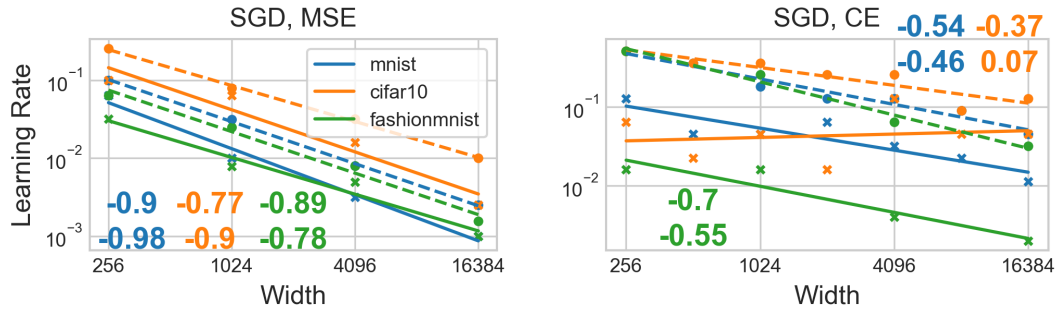 SGD, MSE
Learning Rate
10⁻¹
10⁻²
10⁻³
mnist
cifar10
fashionmnist
-0.9 -0.77 -0.89
-0.98 -0.9 -0.78
256 1024 4096 16384
Width
SGD, CE
-0.54 -0.37
-0.46 0.07
10⁻¹
10⁻²
-0.7
-0.55
256 1024 4096 16384
Width